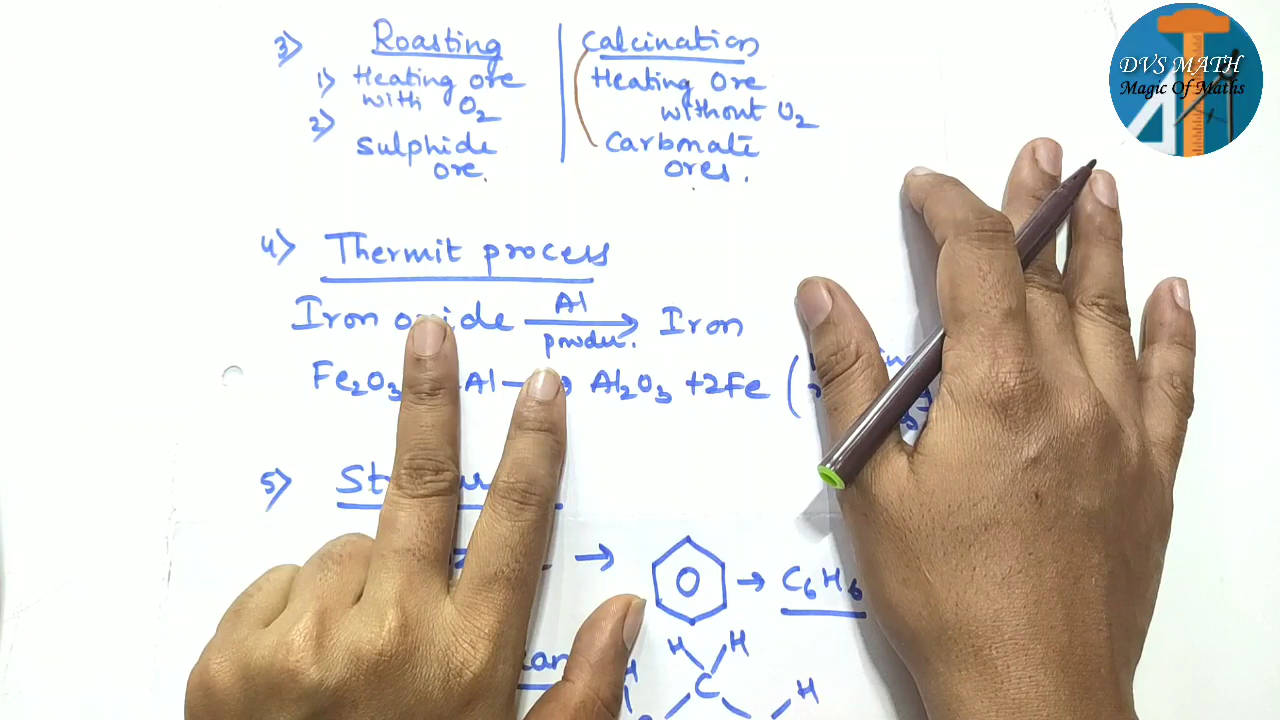 3) Roasting Calcination
1) Heating ore Heating Ore
with O2 without O2
2) Sulphide Carbonate
ore. Ores.
4) Thermit process
Iron oxide Al → Iron
powder.
Fe2O3 Al → Al2O3 +2Fe (
5)
→ → C6H6
H H
C
H H
DVS MATH
Magic Of Maths